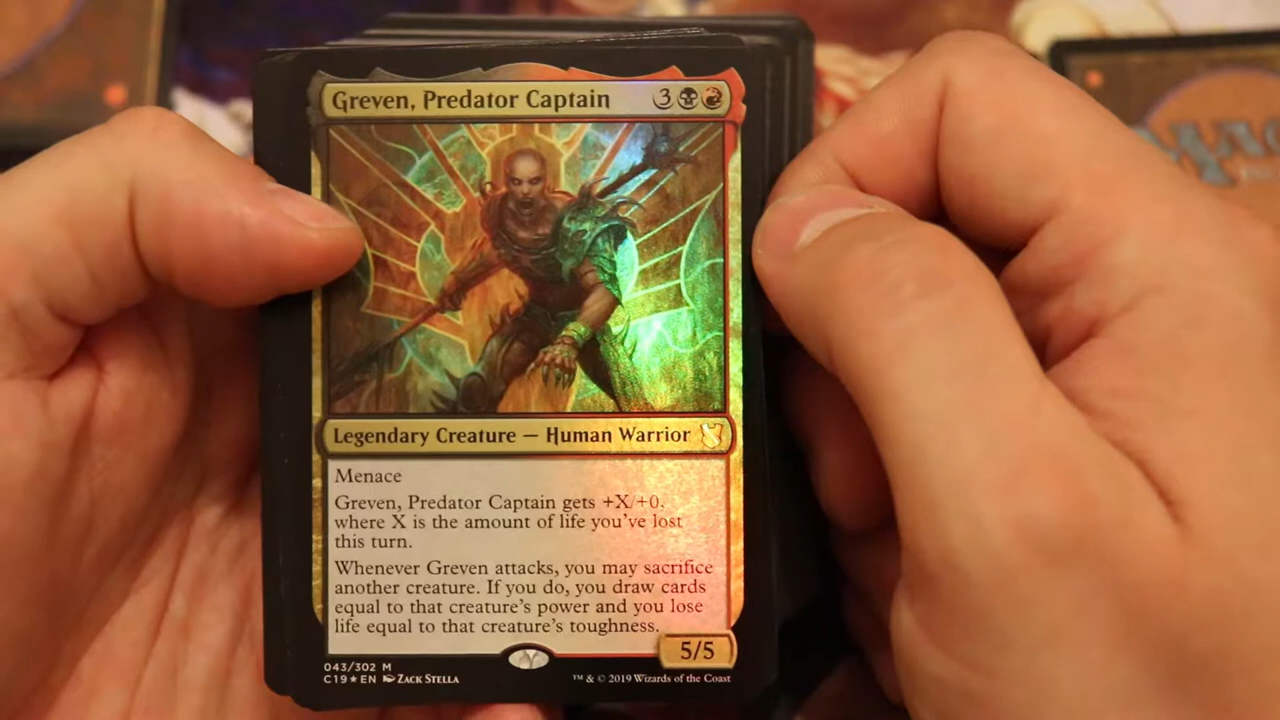 Greven, Predator Captain 3
Legendary Creature — Human Warrior
Menace
Greven, Predator Captain gets +X/+0,
where X is the amount of life you've lost
this turn.
Whenever Greven attacks, you may sacrifice
another creature. If you do, you draw cards
equal to that creature's power and you lose
life equal to that creature's toughness.
5/5
043/302 M
C19★EN Zack Stella
™ & © 2019 Wizards of the Coast